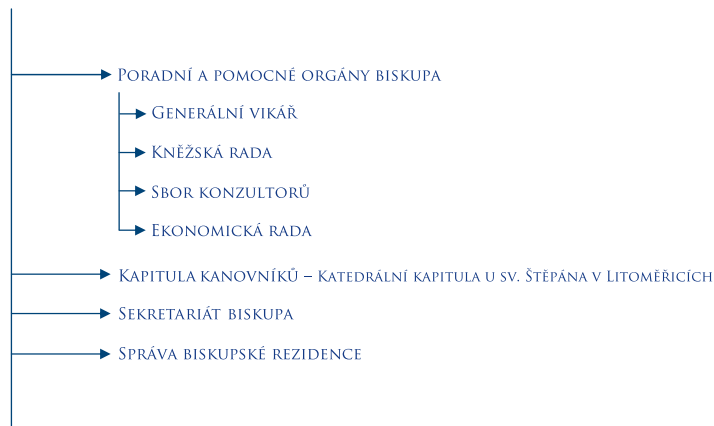 Poradní a pomocné orgány biskupa
Generální vikář
Kněžská rada
Sbor konzultorů
Ekonomická rada
Kapitula kanovníků – Katedrální kapitula u sv. Štěpána v Litoměřicích
Sekretariát biskupa
Správa biskupské rezidence